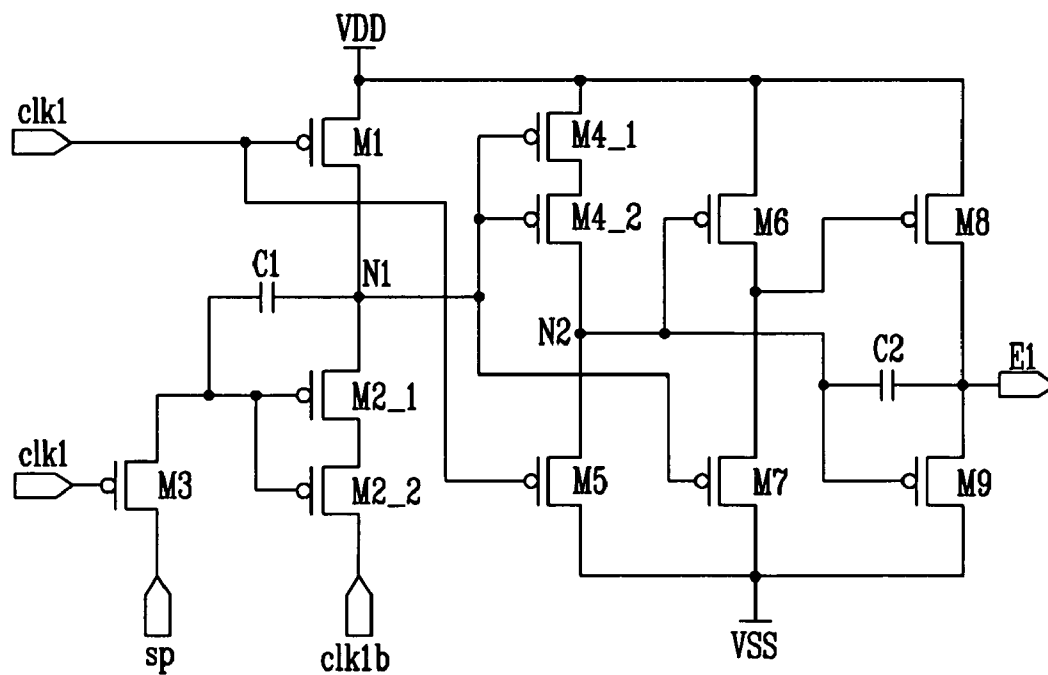 VDD
clk1
M1
M4_1
M4_2
M6
M8
C1
N1
N2
C2
E1
M2_1
clk1
M3
M2_2
M5
M7
M9
sp
clk1b
VSS